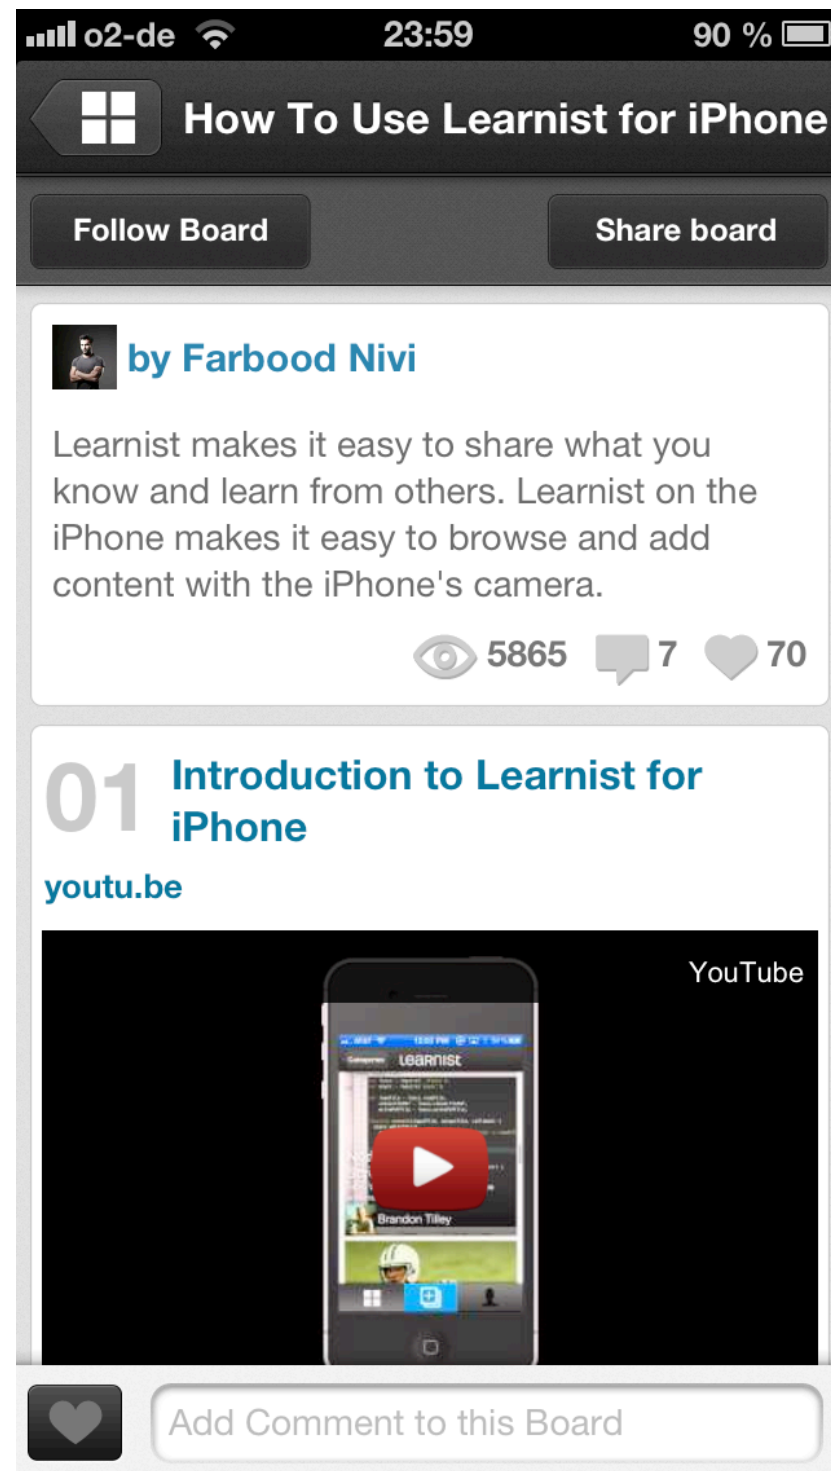 o2-de 23:59 90 %
How To Use Learnist for iPhone
Follow Board Share board
by Farbood Nivi
Learnist makes it easy to share what you
know and learn from others. Learnist on the
iPhone makes it easy to browse and add
content with the iPhone's camera.
5865 7 70
01 Introduction to Learnist for
iPhone
youtu.be
YouTube
Categories LEARNIST
Brandon Tilley
Add Comment to this Board